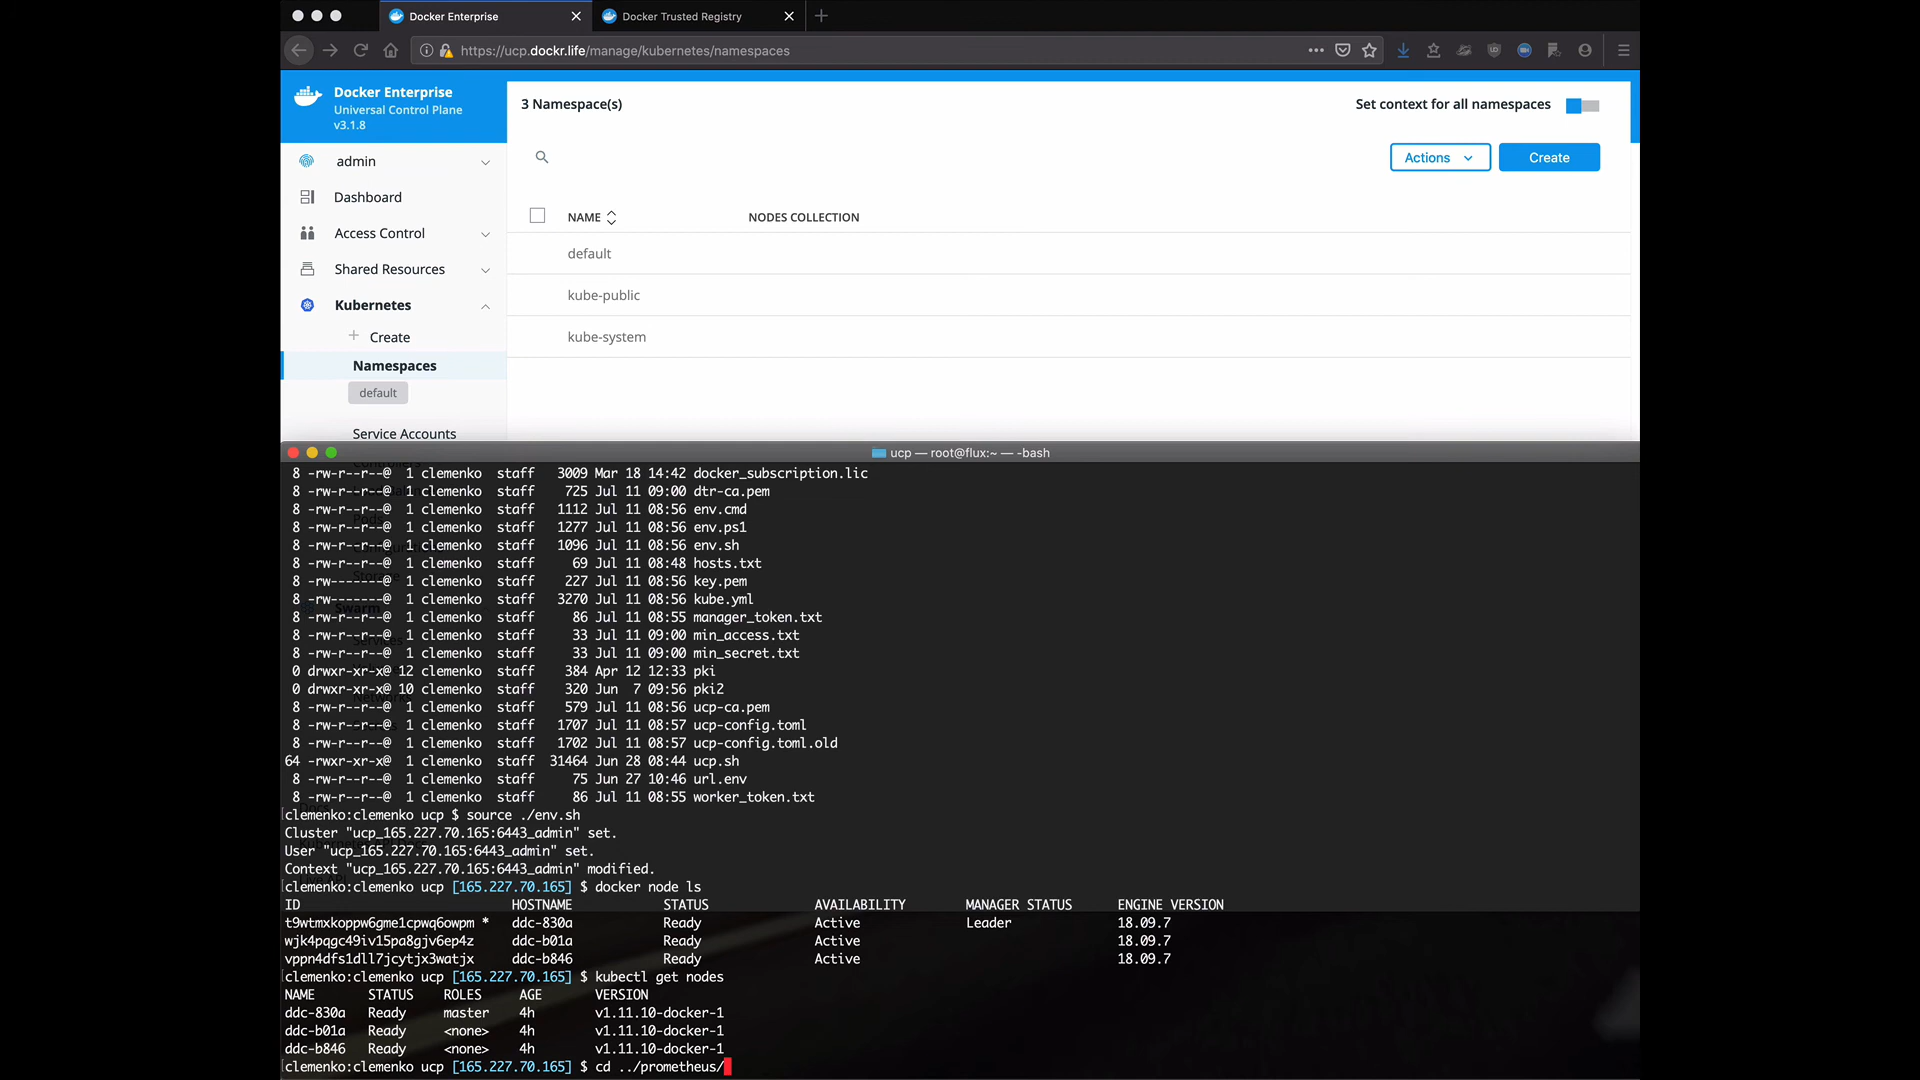 Docker Enterprise
Docker Trusted Registry
https://ucp.dockr.life/manage/kubernetes/namespaces
Docker Enterprise
Universal Control Plane
v3.1.8
admin
Dashboard
Access Control
Shared Resources
Kubernetes
+ Create
Namespaces
default
Service Accounts
3 Namespace(s)
Set context for all namespaces
Actions
Create
NAME
NODES COLLECTION
default
kube-public
kube-system
ucp — root@flux:~ — -bash
8 -rw-r--r--@ 1 clemenko staff 3009 Mar 18 14:42 docker_subscription.lic
8 -rw-r--r--@ 1 clemenko staff 725 Jul 11 09:00 dtr-ca.pem
8 -rw-r--r--@ 1 clemenko staff 1112 Jul 11 08:56 env.cmd
8 -rw-r--r--@ 1 clemenko staff 1277 Jul 11 08:56 env.ps1
8 -rw-r--r--@ 1 clemenko staff 1096 Jul 11 08:56 env.sh
8 -rw-r--r--@ 1 clemenko staff 69 Jul 11 08:48 hosts.txt
8 -rw-------@ 1 clemenko staff 227 Jul 11 08:56 key.pem
8 -rw-------@ 1 clemenko staff 3270 Jul 11 08:56 kube.yml
8 -rw-r--r--@ 1 clemenko staff 86 Jul 11 08:55 manager_token.txt
8 -rw-r--r--@ 1 clemenko staff 33 Jul 11 09:00 min_access.txt
8 -rw-r--r--@ 1 clemenko staff 33 Jul 11 09:00 min_secret.txt
0 drwxr-xr-x@ 12 clemenko staff 384 Apr 12 12:33 pki
0 drwxr-xr-x@ 10 clemenko staff 320 Jun 7 09:56 pki2
8 -rw-r--r--@ 1 clemenko staff 579 Jul 11 08:56 ucp-ca.pem
8 -rw-r--r--@ 1 clemenko staff 1707 Jul 11 08:57 ucp-config.toml
8 -rw-r--r--@ 1 clemenko staff 1702 Jul 11 08:57 ucp-config.toml.old
64 -rwxr-xr-x@ 1 clemenko staff 31464 Jun 28 08:44 ucp.sh
8 -rw-r--r--@ 1 clemenko staff 75 Jun 27 10:46 url.env
8 -rw-r--r--@ 1 clemenko staff 86 Jul 11 08:55 worker_token.txt
[clemenko:clemenko ucp $ source ./env.sh
Cluster "ucp_165.227.70.165:6443_admin" set.
User "ucp_165.227.70.165:6443_admin" set.
Context "ucp_165.227.70.165:6443_admin" modified.
[clemenko:clemenko ucp [165.227.70.165] $ docker node ls
ID HOSTNAME STATUS AVAILABILITY MANAGER STATUS ENGINE VERSION
t9wtmxkoppw6gme1cpwq6owpm * ddc-830a Ready Active Leader 18.09.7
wjk4pqgc49iv15pa8gjv6ep4z ddc-b01a Ready Active 18.09.7
vppn4dfs1dll7jcytjx3watjx ddc-b846 Ready Active 18.09.7
[clemenko:clemenko ucp [165.227.70.165] $ kubectl get nodes
NAME STATUS ROLES AGE VERSION
ddc-830a Ready master 4h v1.11.10-docker-1
ddc-b01a Ready <none> 4h v1.11.10-docker-1
ddc-b846 Ready <none> 4h v1.11.10-docker-1
[clemenko:clemenko ucp [165.227.70.165] $ cd ../prometheus/